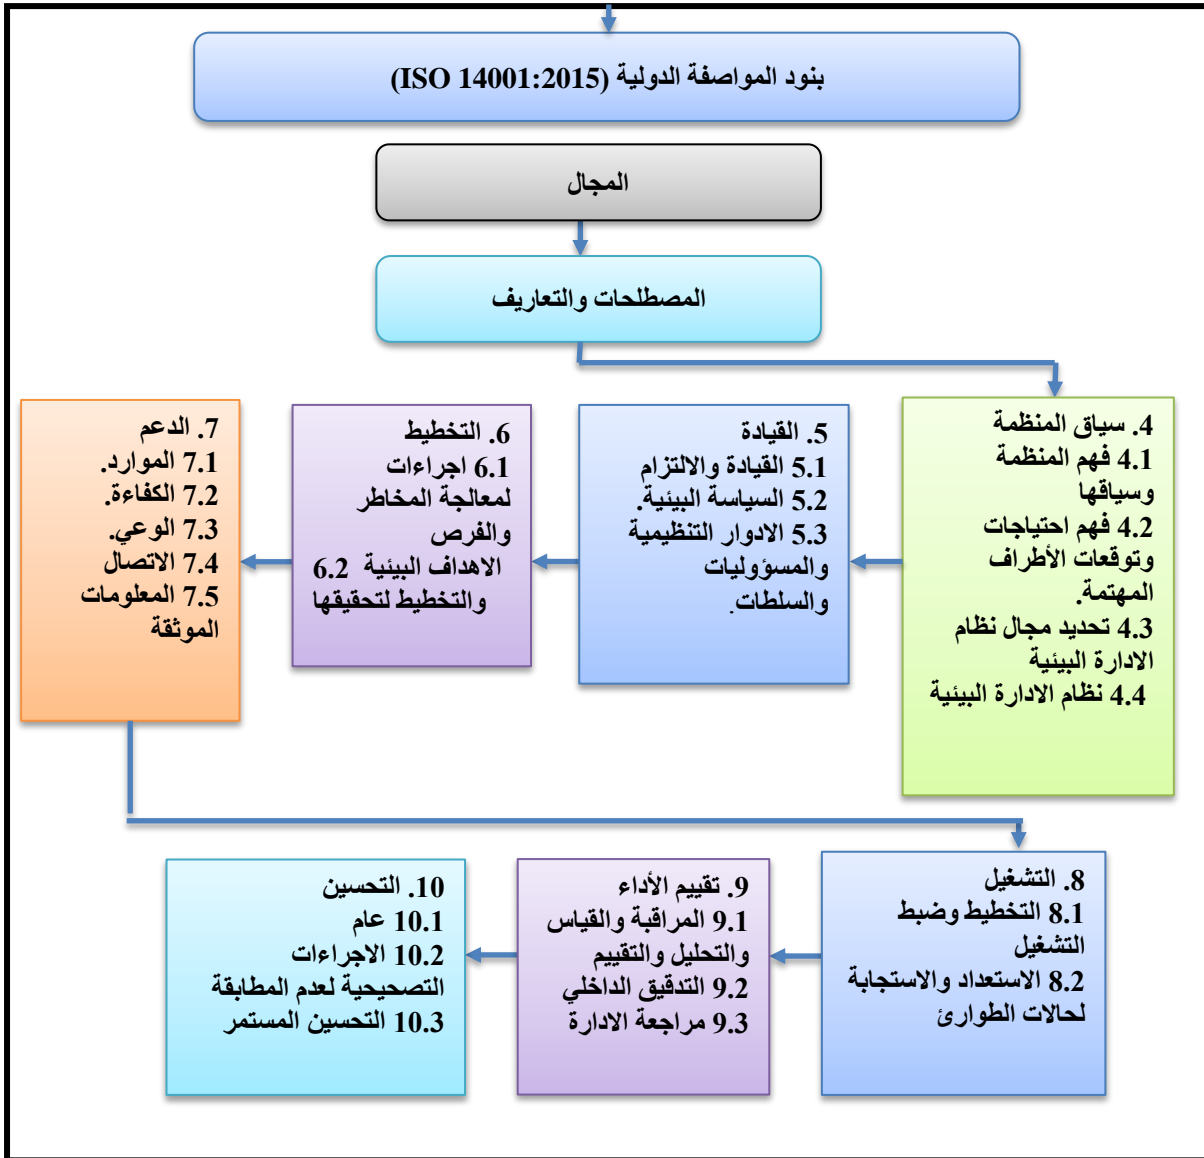 بنود المواصفة الدولية (ISO 14001:2015)
المجال
المصطلحات والتعاريف
4. سياق المنظمة
4.1 فهم المنظمة
وسياقها
4.2 فهم احتياجات
وتوقعات الأطراف
المهتمة.
4.3 تحديد مجال نظام
الادارة البيئية
4.4 نظام الادارة البيئية
5. القيادة
5.1 القيادة والالتزام
5.2 السياسة البيئية.
5.3 الادوار التنظيمية
والمسؤوليات
والسلطات.
6. التخطيط
6.1 اجراءات
لمعالجة المخاطر
والفرص
الاهداف البيئية 6.2
والتخطيط لتحقيقها
7. الدعم
7.1 الموارد.
7.2 الكفاءة.
7.3 الوعي.
7.4 الاتصال
7.5 المعلومات
الموثقة
8. التشغيل
8.1 التخطيط وضبط
التشغيل
8.2 الاستعداد والاستجابة
لحالات الطوارئ
9. تقييم الأداء
9.1 المراقبة والقياس
والتحليل والتقييم
9.2 التدقيق الداخلي
9.3 مراجعة الادارة
10. التحسين
10.1 عام
10.2 الاجراءات
التصحيحية لعدم المطابقة
10.3 التحسين المستمر